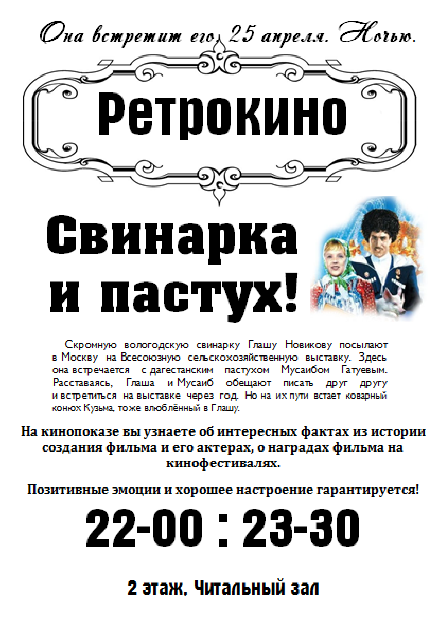 Она встретит его, 25 апреля. Ночью.
Ретрокино
Свинарка
и пастух!
Скромную вологодскую свинарку Глашу Новикову посылают
в Москву на Всесоюзную сельскохозяйственную выставку. Здесь
она встречается с дагестанским пастухом Мусаибом Гатуевым.
Расставаясь, Глаша и Мусаиб обещают писать друг другу
и встретиться на выставке через год. Но на их пути встает коварный
конюх Кузьма, тоже влюблённый в Глашу.
На кинопоказе вы узнаете об интересных фактах из истории
создания фильма и его актерах, о наградах фильма на
кинофестивалях.
Позитивные эмоции и хорошее настроение гарантируется!
22-00 : 23-30
2 этаж, Читальный зал